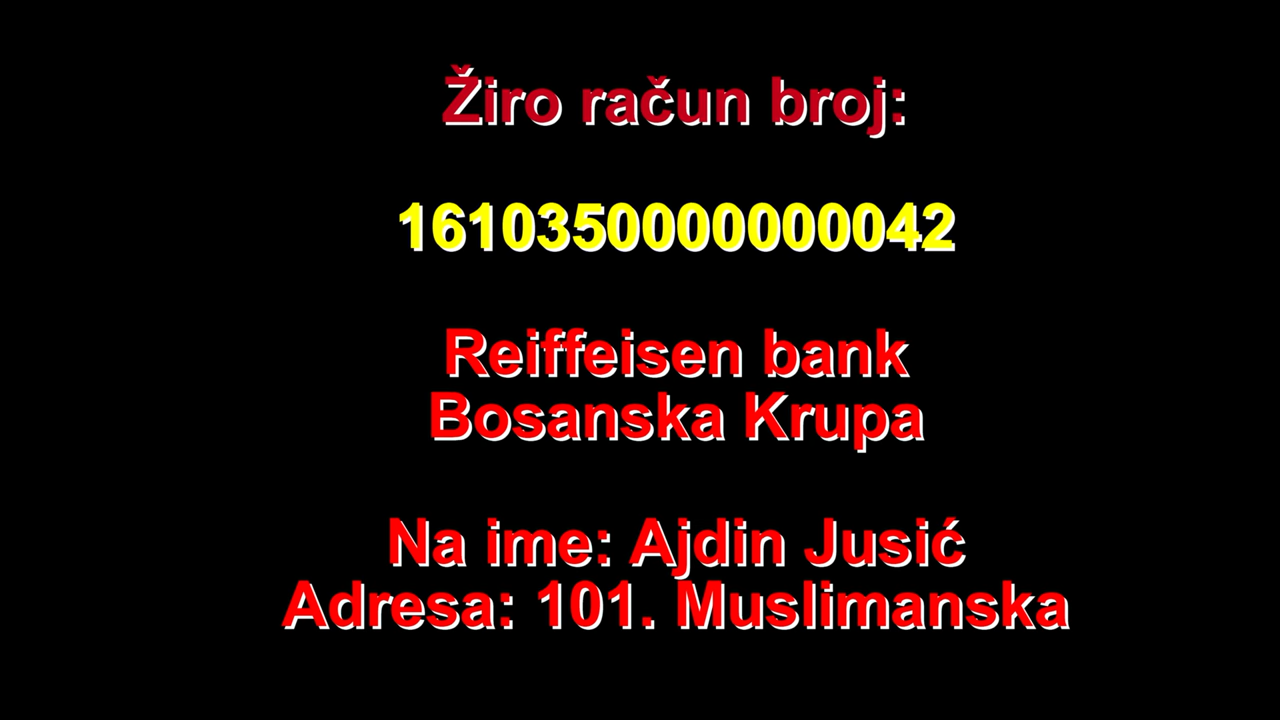 Žiro račun broj:
1610350000000042
Reiffeisen bank
Bosanska Krupa
Na ime: Ajdin Jusić
Adresa: 101. Muslimanska